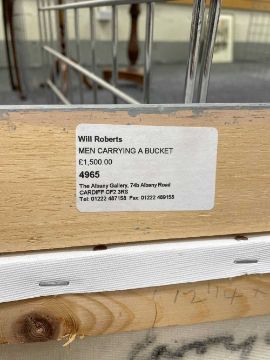 Will Roberts
MEN CARRYING A BUCKET
£1,500.00
4965
The Albany Gallery, 74b Albany Road
CARDIFF CF2 3RS
Tel: 01222 487158 Fax: 01222 489158